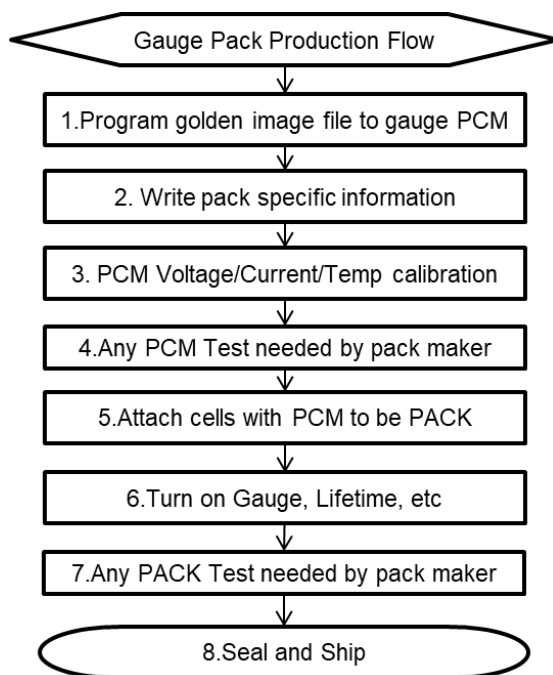 Gauge Pack Production Flow
1.Program golden image file to gauge PCM
2. Write pack specific information
3. PCM Voltage/Current/Temp calibration
4.Any PCM Test needed by pack maker
5.Attach cells with PCM to be PACK
6.Turn on Gauge, Lifetime, etc
7.Any PACK Test needed by pack maker
8.Seal and Ship